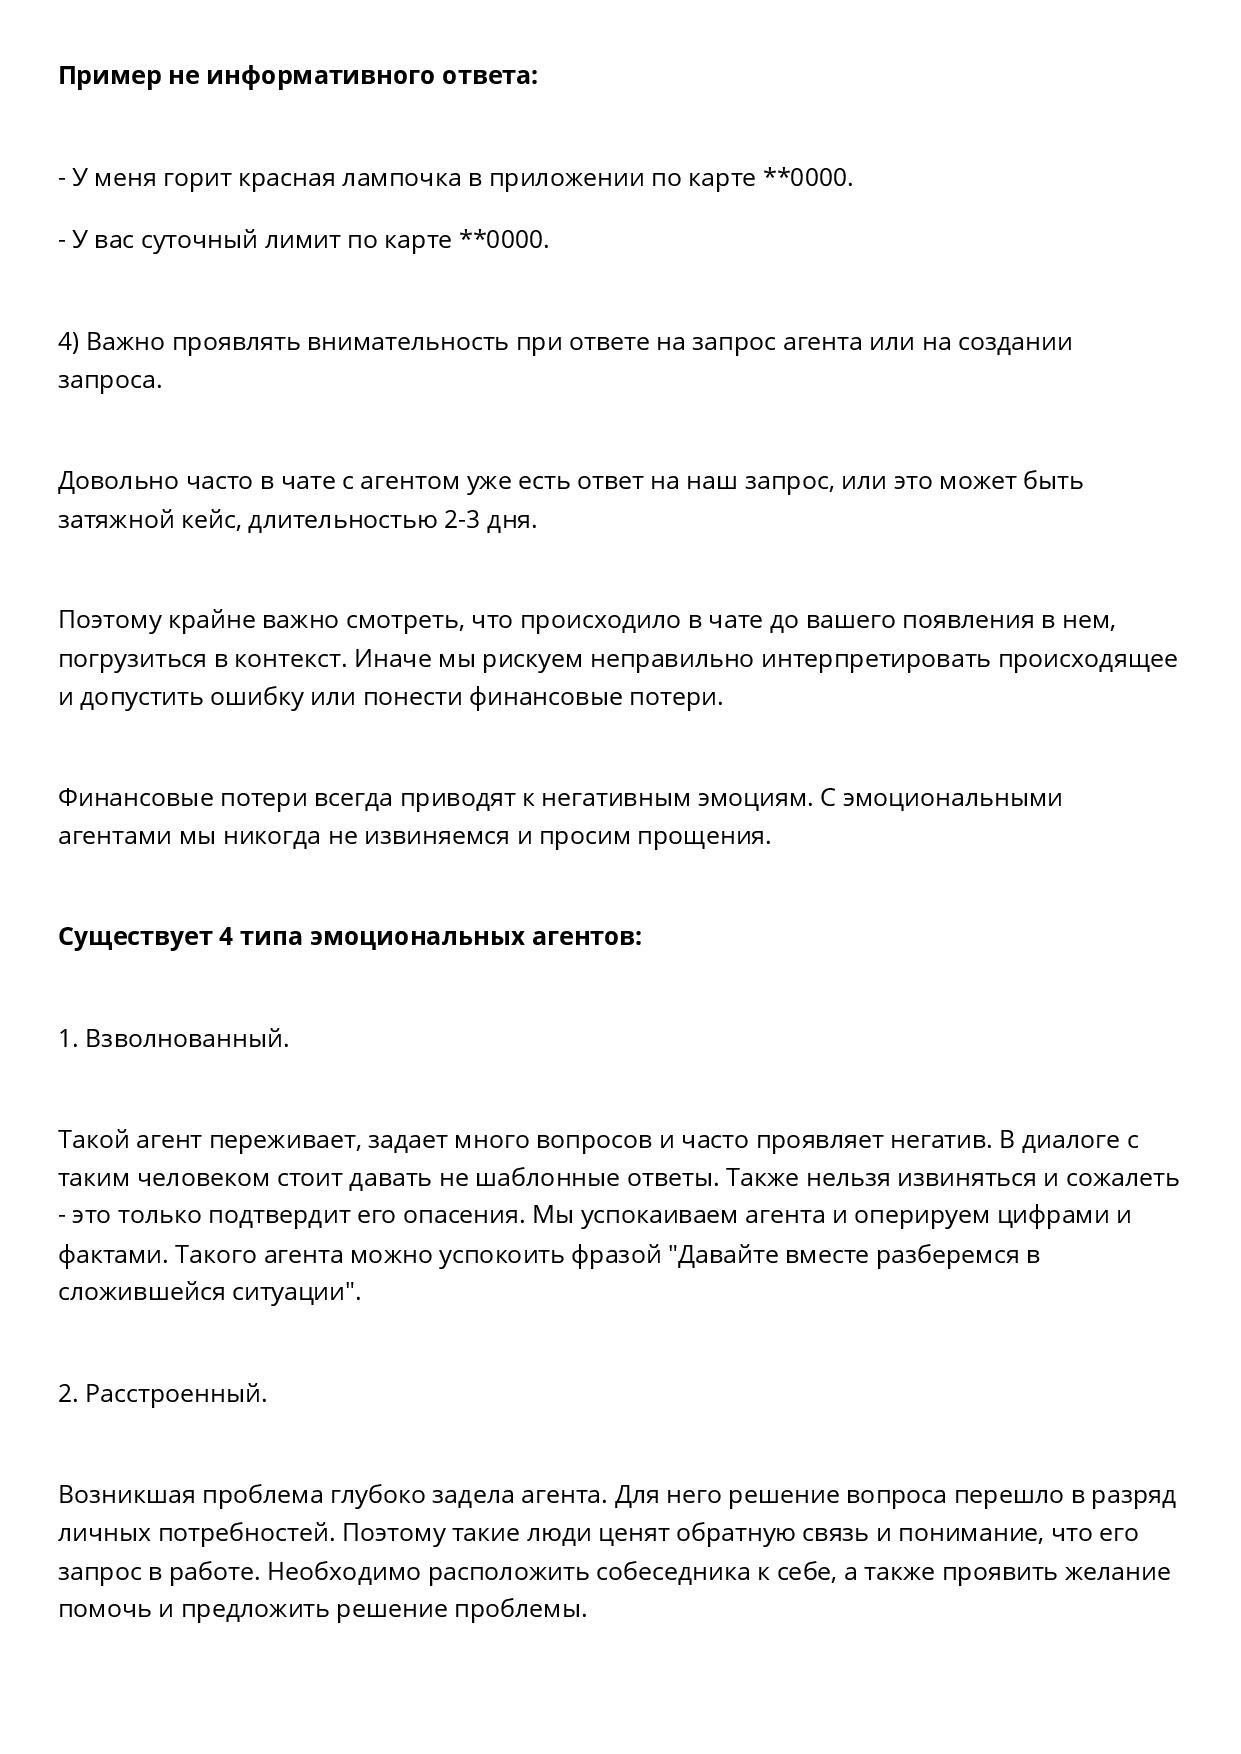 Пример не информативного ответа:
- У меня горит красная лампочка в приложении по карте **0000.
- У вас суточный лимит по карте **0000.
4) Важно проявлять внимательность при ответе на запрос агента или на создании
запроса.
Довольно часто в чате с агентом уже есть ответ на наш запрос, или это может быть
затяжной кейс, длительностью 2-3 дня.
Поэтому крайне важно смотреть, что происходило в чате до вашего появления в нем,
погрузиться в контекст. Иначе мы рискуем неправильно интерпретировать происходящее
и допустить ошибку или понести финансовые потери.
Финансовые потери всегда приводят к негативным эмоциям. С эмоциональными
агентами мы никогда не извиняемся и просим прощения.
Существует 4 типа эмоциональных агентов:
1. Взволнованный.
Такой агент переживает, задает много вопросов и часто проявляет негатив. В диалоге с
таким человеком стоит давать не шаблонные ответы. Также нельзя извиняться и сожалеть
- это только подтвердит его опасения. Мы успокаиваем агента и оперируем цифрами и
фактами. Такого агента можно успокоить фразой "Давайте вместе разберемся в
сложившейся ситуации".
2. Расстроенный.
Возникшая проблема глубоко задела агента. Для него решение вопроса перешло в разряд
личных потребностей. Поэтому такие люди ценят обратную связь и понимание, что его
запрос в работе. Необходимо расположить собеседника к себе, а также проявить желание
помочь и предложить решение проблемы.